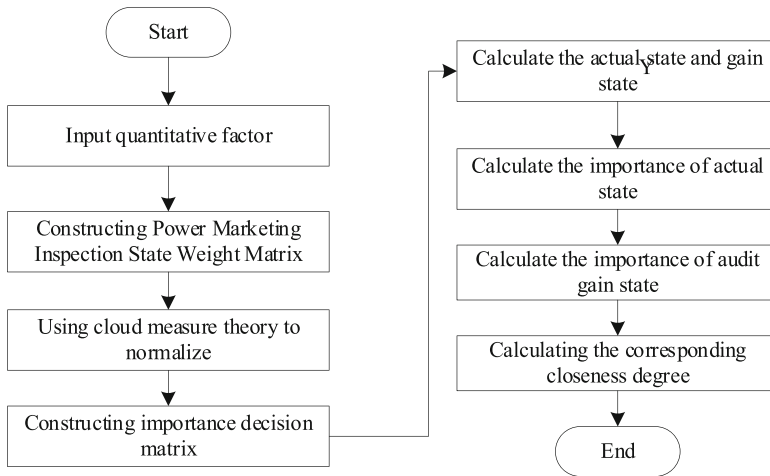 Start
Input quantitative factor
Constructing Power Marketing
Inspection State Weight Matrix
Using cloud measure theory to
normalize
Constructing importance decision
matrix
Calculate the actual state and gain
state
Y
Calculate the importance of actual
state
Calculate the importance of audit
gain state
Calculating the corresponding
closeness degree
End